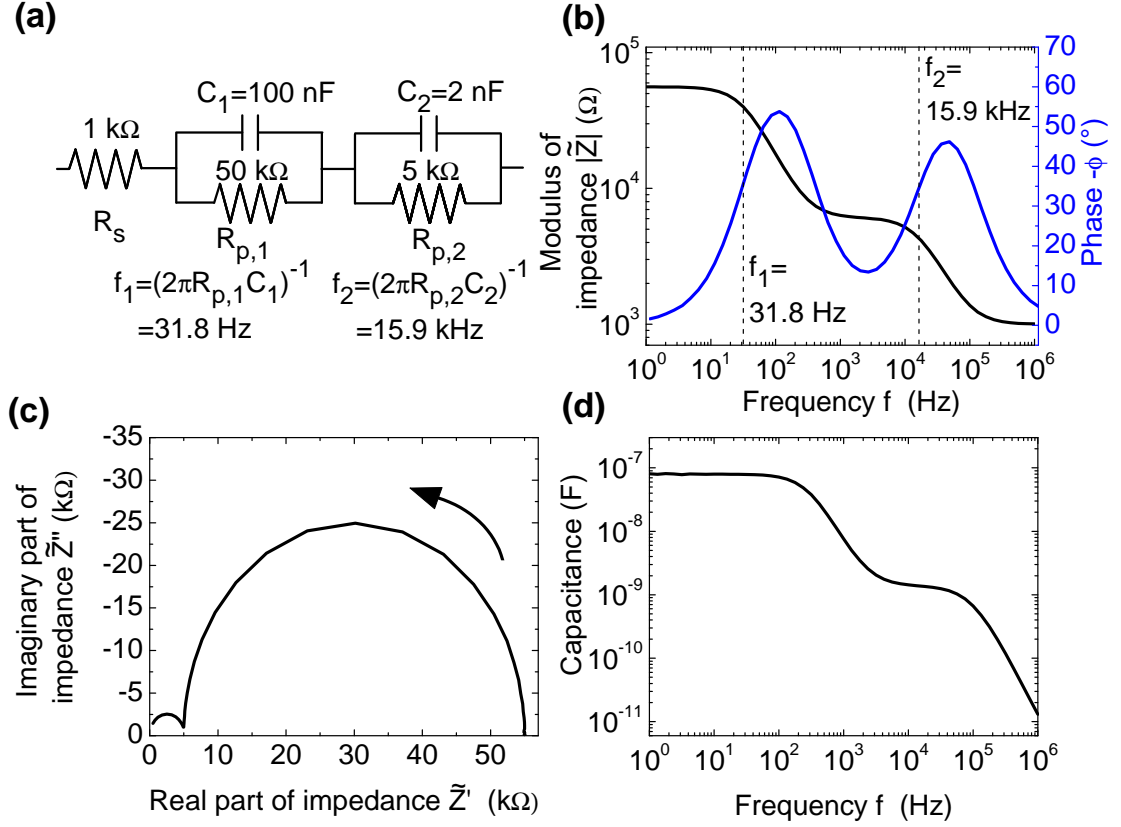 (a)
1 kΩ
C₁=100 nF
C₂=2 nF
50 kΩ
5 kΩ
Rₛ
Rₚ,₁
Rₚ,₂
f₁=(2πRₚ,₁C₁)⁻¹
=31.8 Hz
f₂=(2πRₚ,₂C₂)⁻¹
=15.9 kHz
(b)
Modulus of
impedance |Z̃| (Ω)
10⁵
10⁴
10³
f₁=
31.8 Hz
f₂=
15.9 kHz
70
60
50
40
30
20
10
0
Phase -ϕ (°)
10⁰ 10¹ 10² 10³ 10⁴ 10⁵ 10⁶
Frequency f (Hz)
(c)
Imaginary part of
impedance Z̃'' (kΩ)
-35
-30
-25
-20
-15
-10
-5
0
0 10 20 30 40 50
Real part of impedance Z̃' (kΩ)
(d)
Capacitance (F)
10⁻⁷
10⁻⁸
10⁻⁹
10⁻¹⁰
10⁻¹¹
10⁰ 10¹ 10² 10³ 10⁴ 10⁵ 10⁶
Frequency f (Hz)